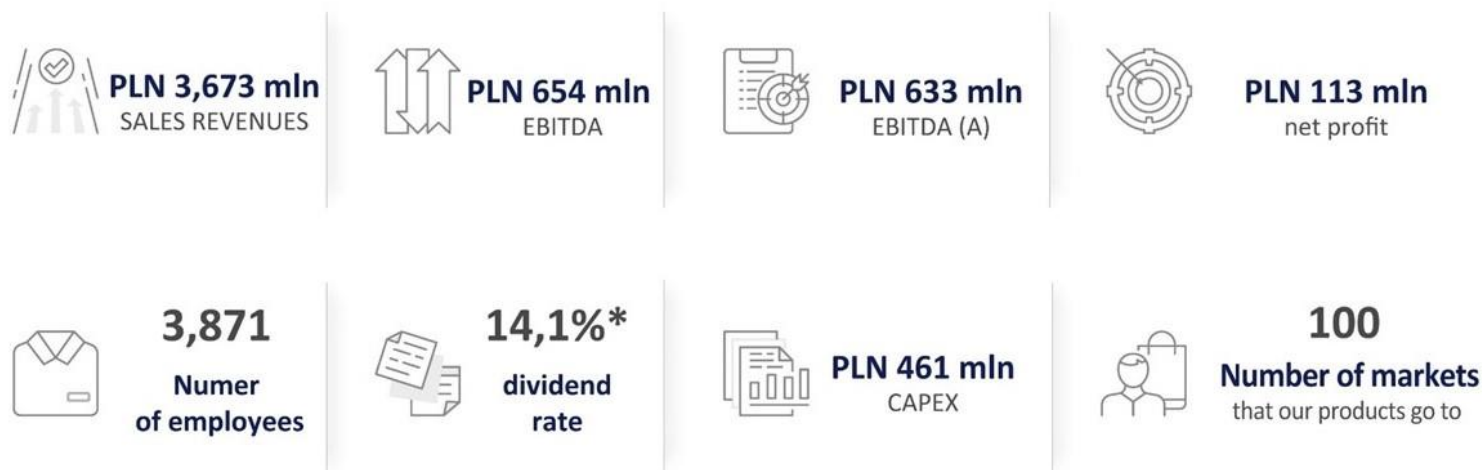 PLN 3,673 mln
SALES REVENUES
PLN 654 mln
EBITDA
PLN 633 mln
EBITDA (A)
PLN 113 mln
net profit
3,871
Numer
of employees
14,1%*
dividend
rate
PLN 461 mln
CAPEX
100
Number of markets
that our products go to